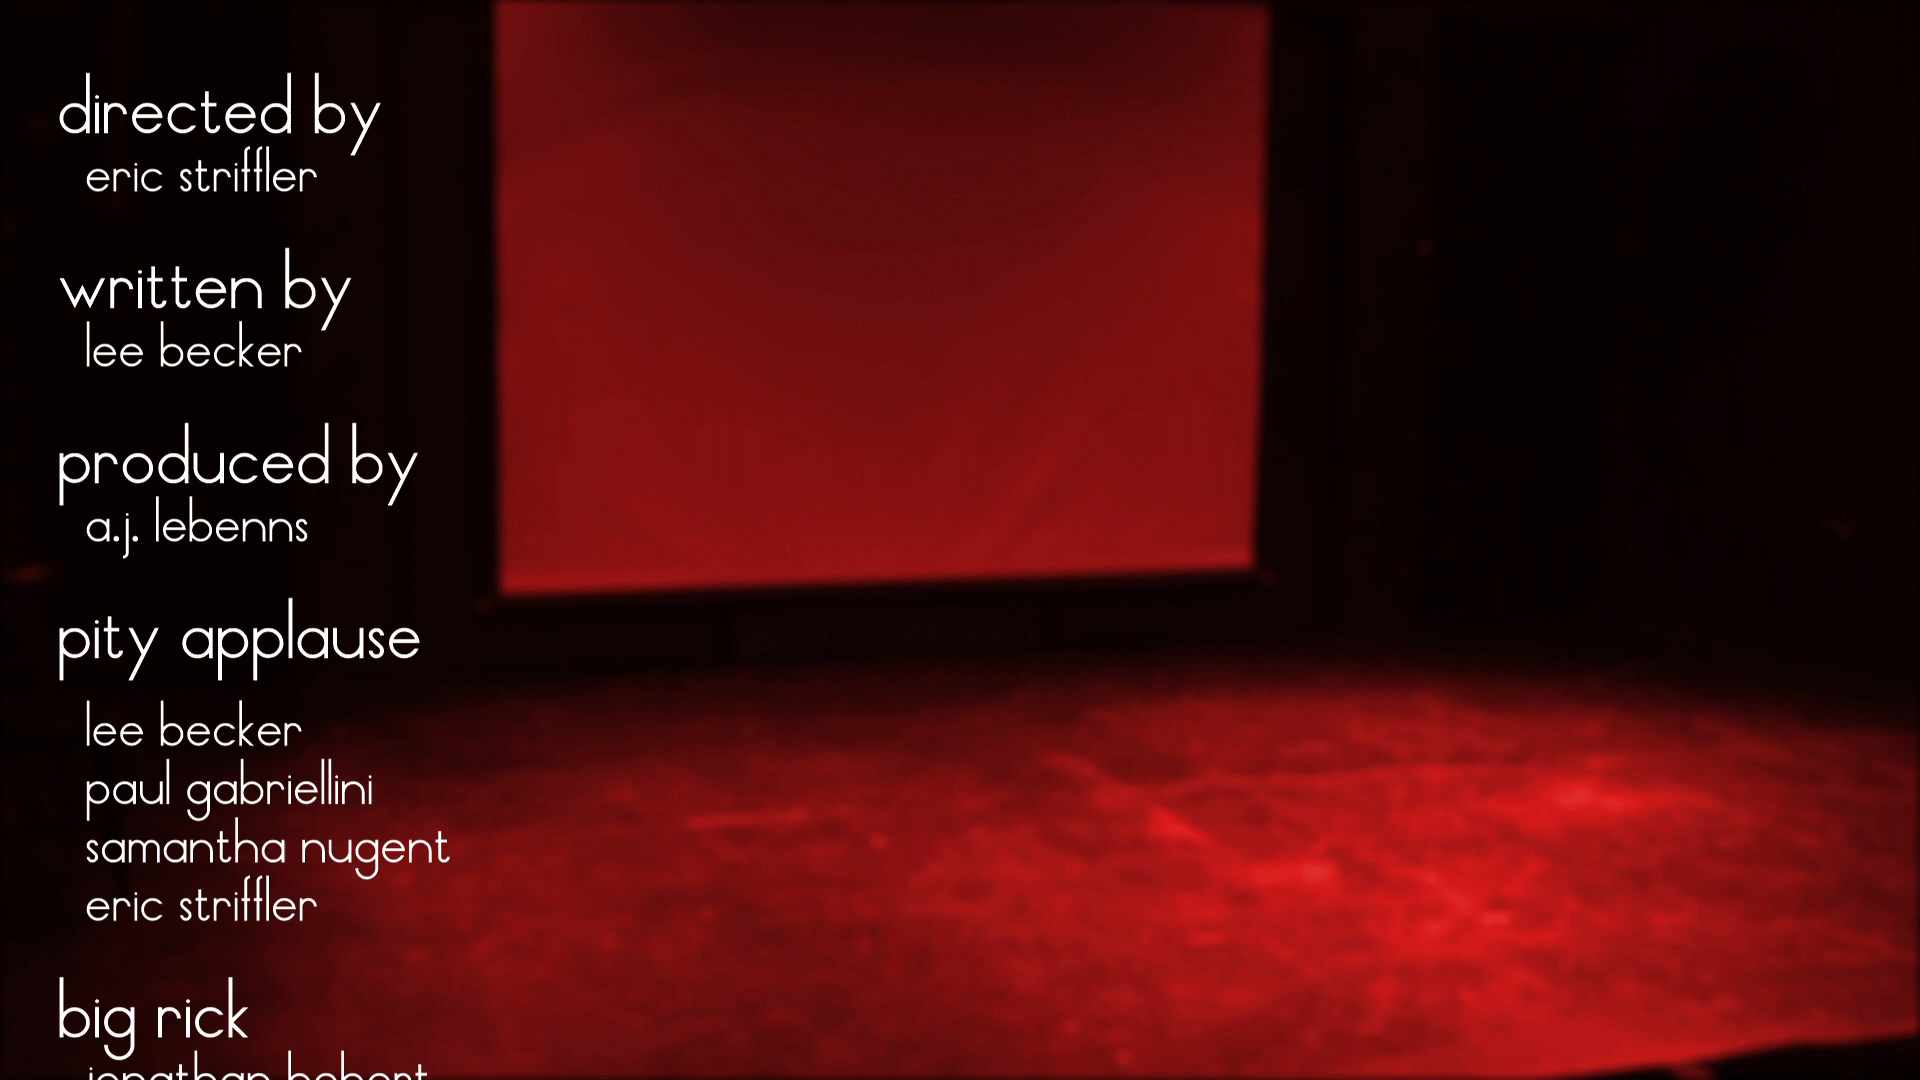 directed by
eric striffler
written by
lee becker
produced by
a.j. lebenns
pity applause
lee becker
paul gabriellini
samantha nugent
eric striffler
big rick
jonathan